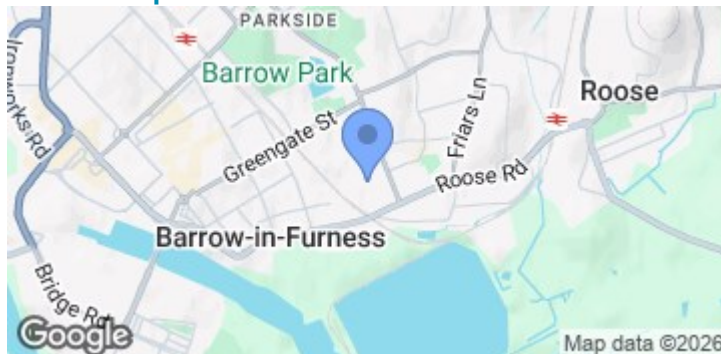 PARKSIDE
Ironworks Rd
Barrow Park
Roose
Greengate St
Friars Ln
Roose Rd
Barrow-in-Furness
Bridge Rd
Google
Map data ©2026